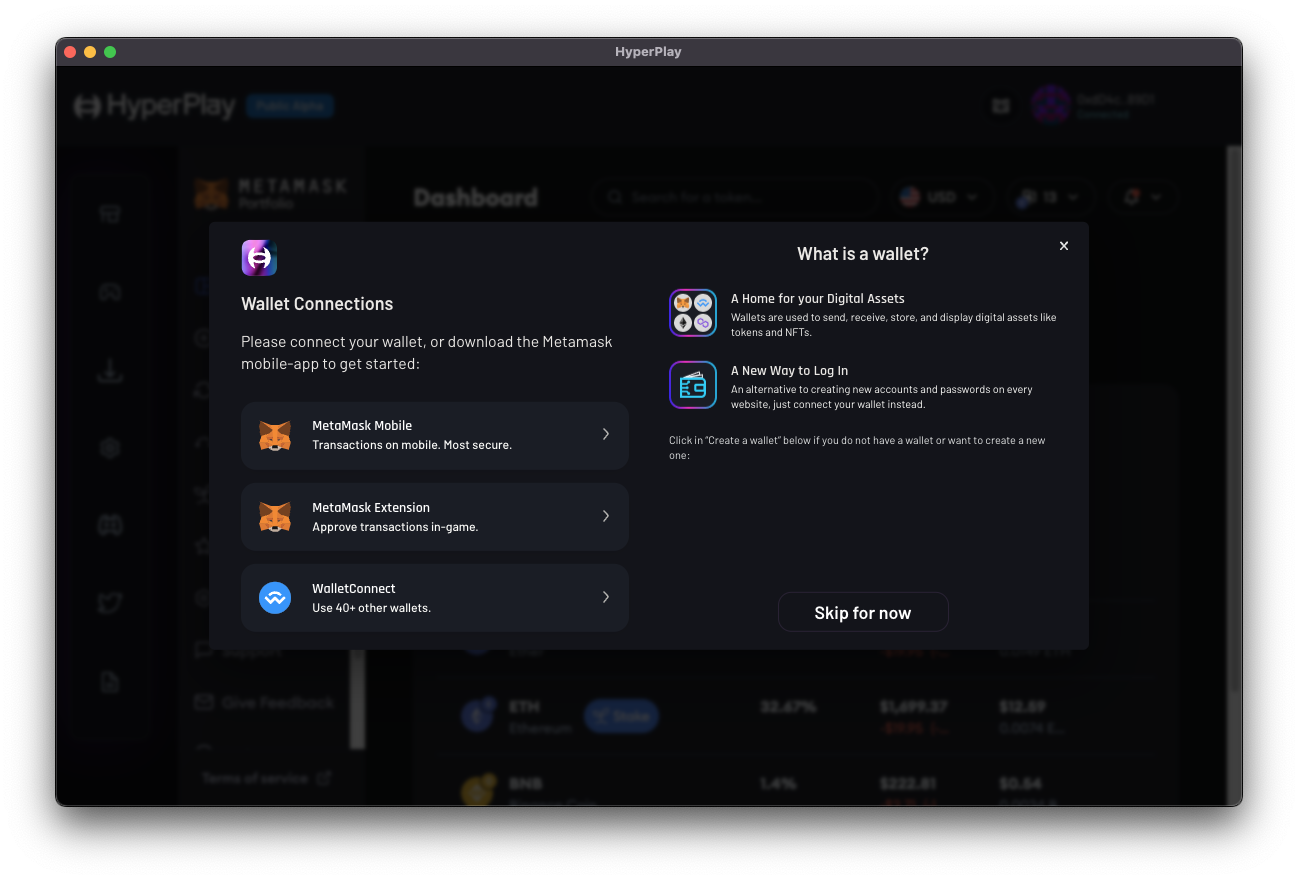 HyperPlay
HyperPlay
Public Alpha
Connected
METAMASK
Portfolio
Dashboard
Search for a token...
USD
13
Wallet Connections
Please connect your wallet, or download the Metamask
mobile-app to get started:
MetaMask Mobile
Transactions on mobile. Most secure.
MetaMask Extension
Approve transactions in-game.
WalletConnect
Use 40+ other wallets.
What is a wallet?
A Home for your Digital Assets
Wallets are used to send, receive, store, and display digital assets like
tokens and NFTs.
A New Way to Log In
An alternative to creating new accounts and passwords on every
website, just connect your wallet instead.
Click in “Create a wallet” below if you do not have a wallet or want to create a new
one:
Skip for now
Support
Give Feedback
Terms of service
ETH
Ethereum
Stake
32.67%
$1,699.37
$12.59
BNB
1.4%
$222.81
$0.54